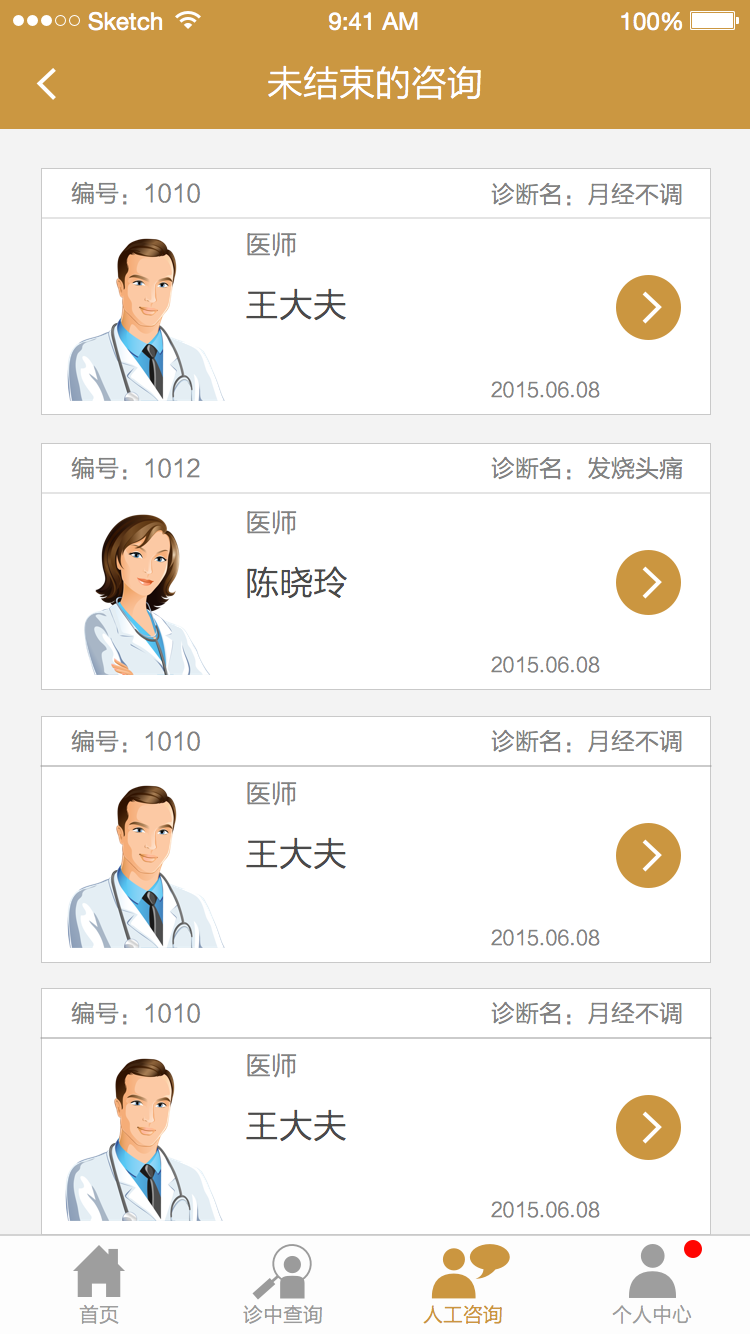 Sketch 9:41 AM 100%
未结束的咨询
编号：1010 诊断名：月经不调
医师
王大夫
2015.06.08
编号：1012 诊断名：发烧头痛
医师
陈晓玲
2015.06.08
编号：1010 诊断名：月经不调
医师
王大夫
2015.06.08
编号：1010 诊断名：月经不调
医师
王大夫
2015.06.08
首页 诊中查询 人工咨询 个人中心